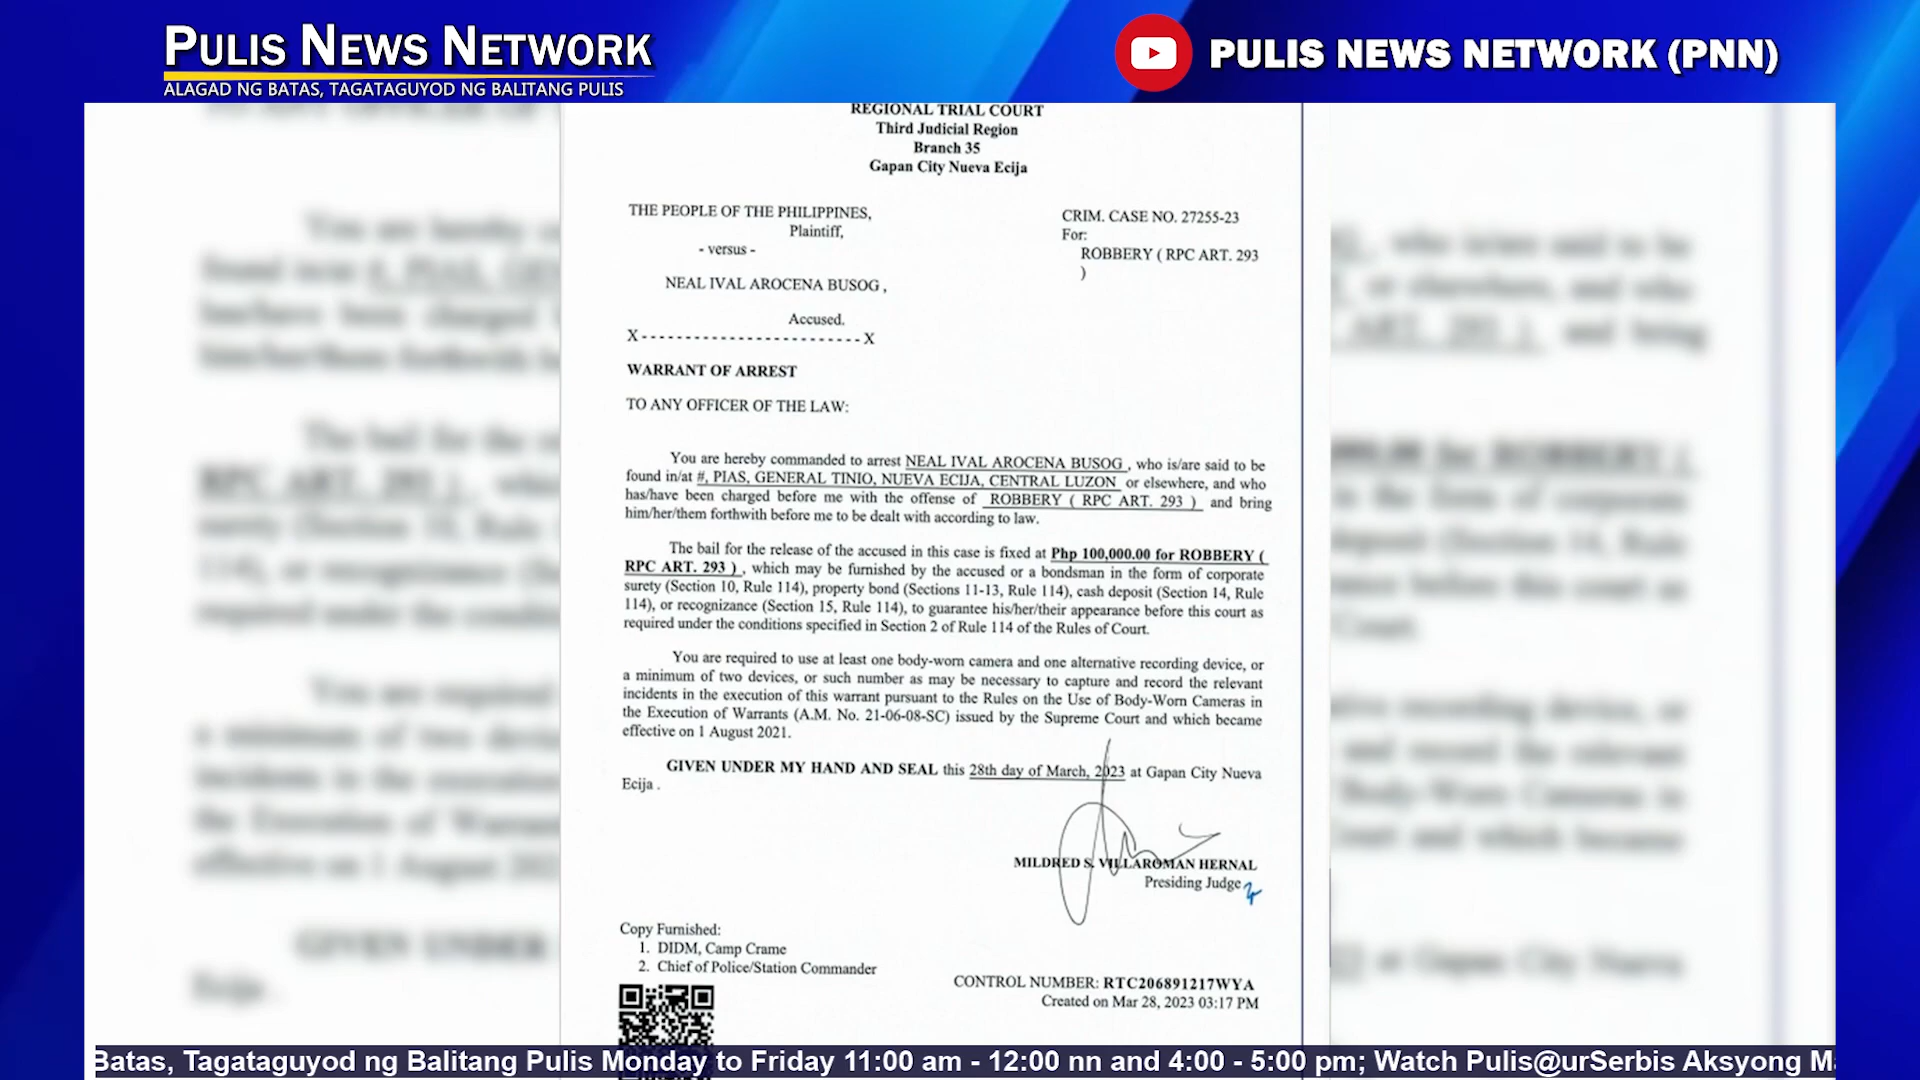 PULIS NEWS NETWORK
ALAGAD NG BATAS, TAGATAGUYOD NG BALITANG PULIS
PULIS NEWS NETWORK (PNN)
REGIONAL TRIAL COURT
Third Judicial Region
Branch 35
Gapan City Nueva Ecija
THE PEOPLE OF THE PHILIPPINES,
Plaintiff,
- versus -
NEAL IVAL AROCENA BUSOG ,
Accused.
X-------------------------X
CRIM. CASE NO. 27255-23
For:
ROBBERY ( RPC ART. 293
)
WARRANT OF ARREST
TO ANY OFFICER OF THE LAW:
You are hereby commanded to arrest NEAL IVAL AROCENA BUSOG , who is/are said to be
found in/at #, PIAS, GENERAL TINIO, NUEVA ECIJA, CENTRAL LUZON or elsewhere, and who
has/have been charged before me with the offense of ROBBERY ( RPC ART. 293 ) and bring
him/her/them forthwith before me to be dealt with according to law.
The bail for the release of the accused in this case is fixed at Php 100,000.00 for ROBBERY (
RPC ART. 293 ) , which may be furnished by the accused or a bondsman in the form of corporate
surety (Section 10, Rule 114), property bond (Sections 11-13, Rule 114), cash deposit (Section 14, Rule
114), or recognizance (Section 15, Rule 114), to guarantee his/her/their appearance before this court as
required under the conditions specified in Section 2 of Rule 114 of the Rules of Court.
You are required to use at least one body-worn camera and one alternative recording device, or
a minimum of two devices, or such number as may be necessary to capture and record the relevant
incidents in the execution of this warrant pursuant to the Rules on the Use of Body-Worn Cameras in
the Execution of Warrants (A.M. No. 21-06-08-SC) issued by the Supreme Court and which became
effective on 1 August 2021.
GIVEN UNDER MY HAND AND SEAL this 28th day of March, 2023 at Gapan City Nueva
Ecija .
MILDRED S. VILLAROMAN HERNAL
Presiding Judge
Copy Furnished:
1. DIDM, Camp Crame
2. Chief of Police/Station Commander
CONTROL NUMBER: RTC206891217WYA
Created on Mar 28, 2023 03:17 PM
Batas, Tagataguyod ng Balitang Pulis Monday to Friday 11:00 am - 12:00 nn and 4:00 - 5:00 pm; Watch Pulis@urSerbis Aksyong